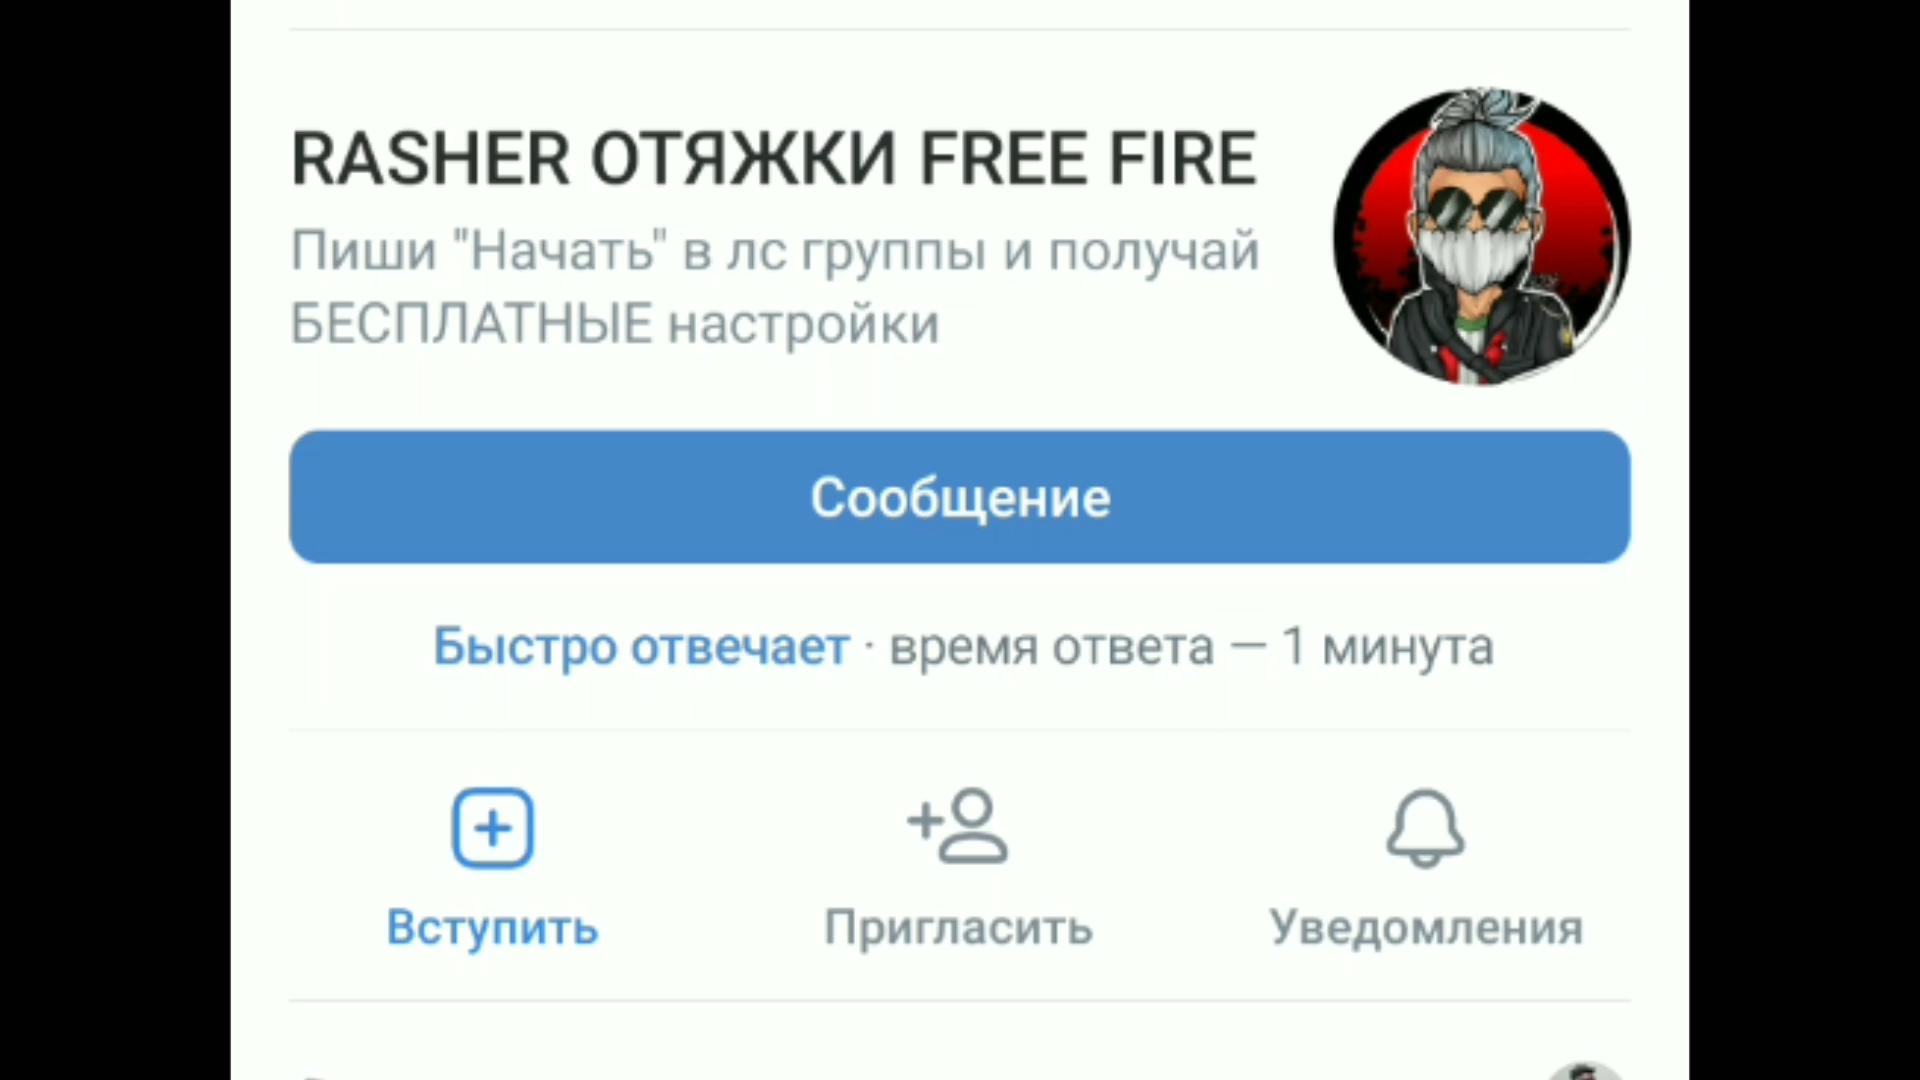 RASHER ОТЯЖКИ FREE FIRE
Пиши "Начать" в лс группы и получай
БЕСПЛАТНЫЕ настройки
Сообщение
Быстро отвечает · время ответа — 1 минута
Вступить
Пригласить
Уведомления